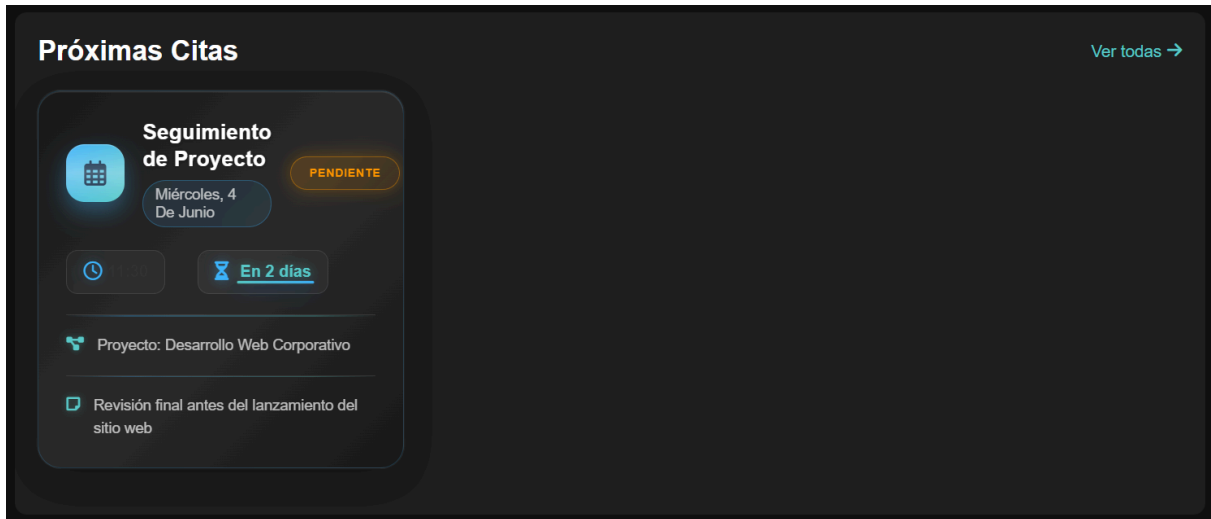 Próximas Citas
Ver todas
Seguimiento
de Proyecto
PENDIENTE
Miércoles, 4
De Junio
En 2 días
Proyecto: Desarrollo Web Corporativo
Revisión final antes del lanzamiento del
sitio web